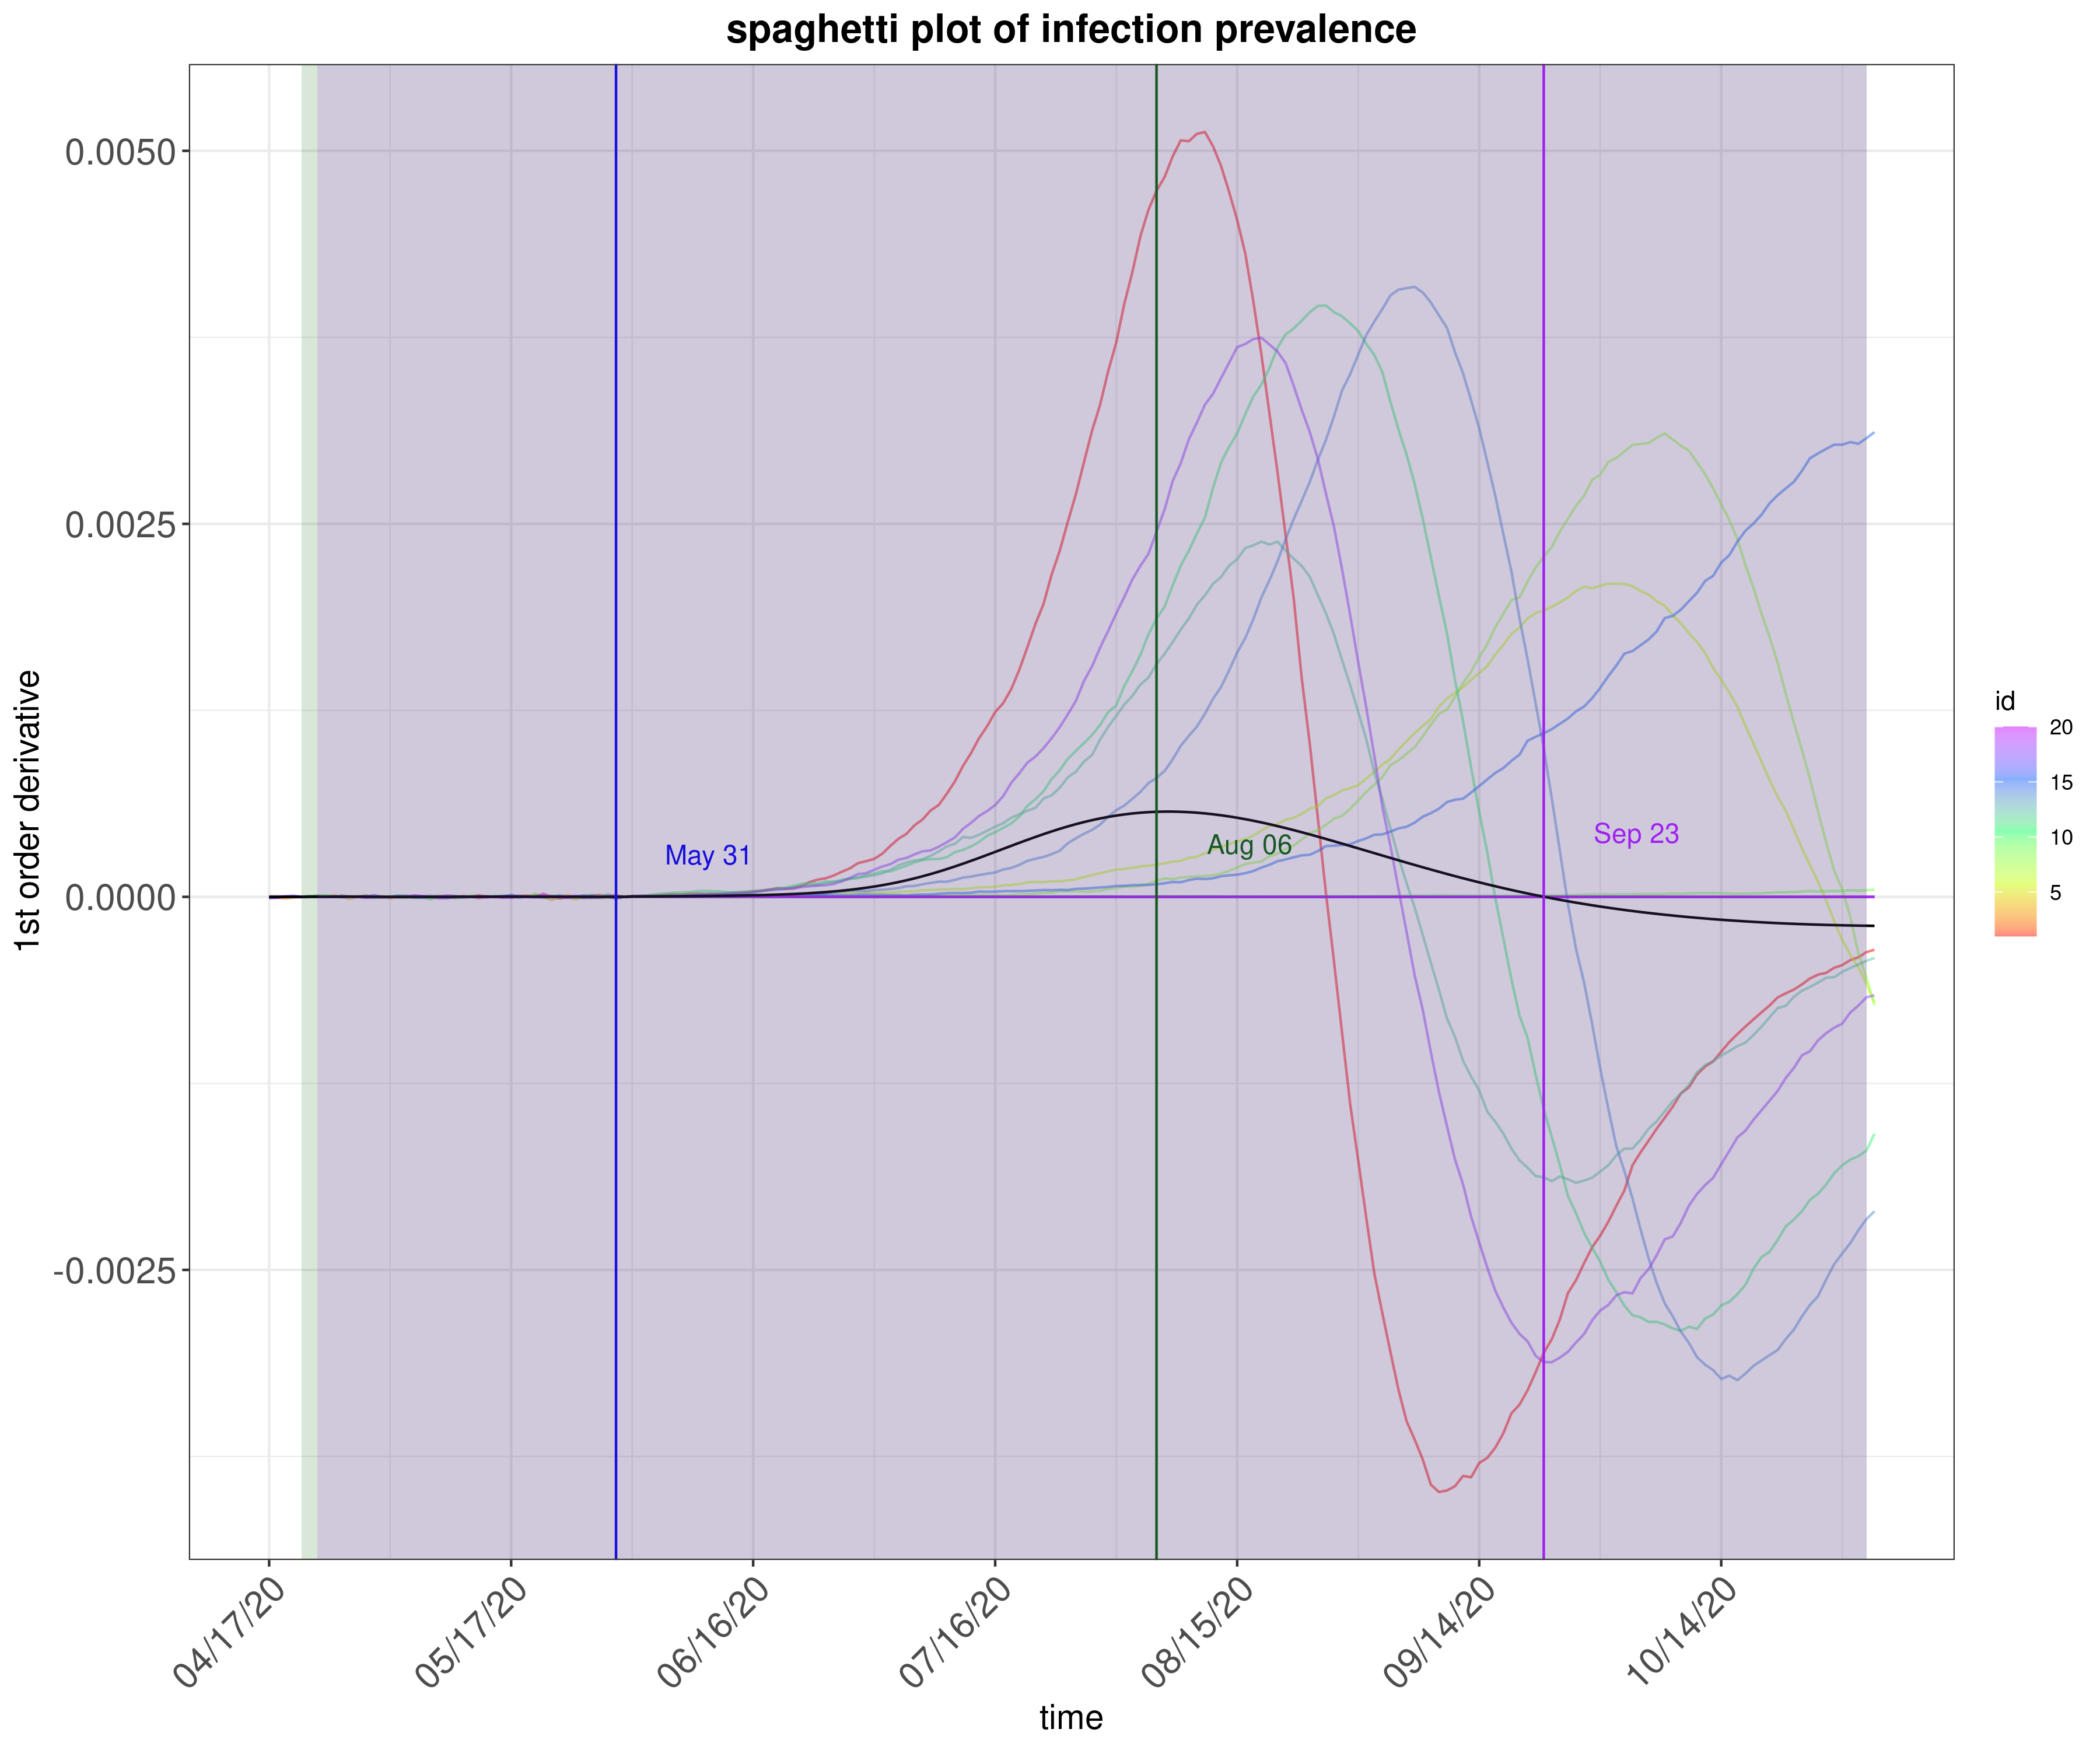 spaghetti plot of infection prevalence
0.0050
0.0025
0.0000
-0.0025
1st order derivative
May 31
Aug 06
Sep 23
id
20
15
10
5
04/17/20
05/17/20
06/16/20
07/16/20
08/15/20
09/14/20
10/14/20
time